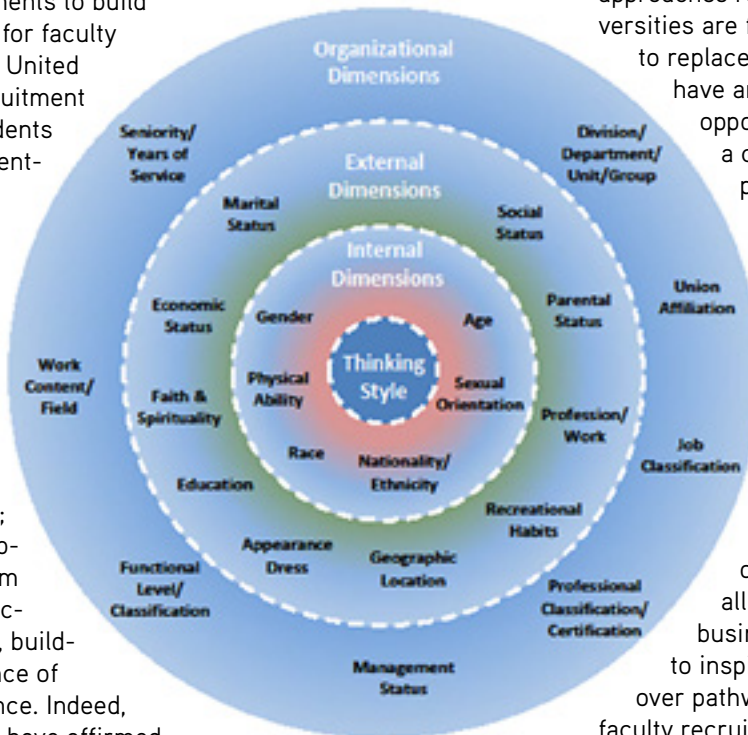 nents to build
for faculty
United
uitment
dents
ent-
versities are f
to replace
have ar
oppo
a c
p
Organizational
Dimensions
Seniority/
Years of
Service
Division/
Department/
Unit/Group
External
Dimensions
Marital
Status
Social
Status
Internal
Dimensions
Union
Affiliation
Economic
Status
Gender
Age
Parental
Status
Work
Content/
Field
Thinking
Style
Physical
Ability
Sexual
Orientation
Faith &
Spirituality
Profession/
Work
Race
Nationality/
Ethnicity
Job
Classification
Education
Recreational
Habits
Appearance
Dress
Geographic
Location
Functional
Level/
Classification
Professional
Classification/
Certification
Management
Status
;
o-
m
c-
, build-
ce of
nce. Indeed,
have affirmed
c
all
busin
to insp
over pathw
faculty recrui